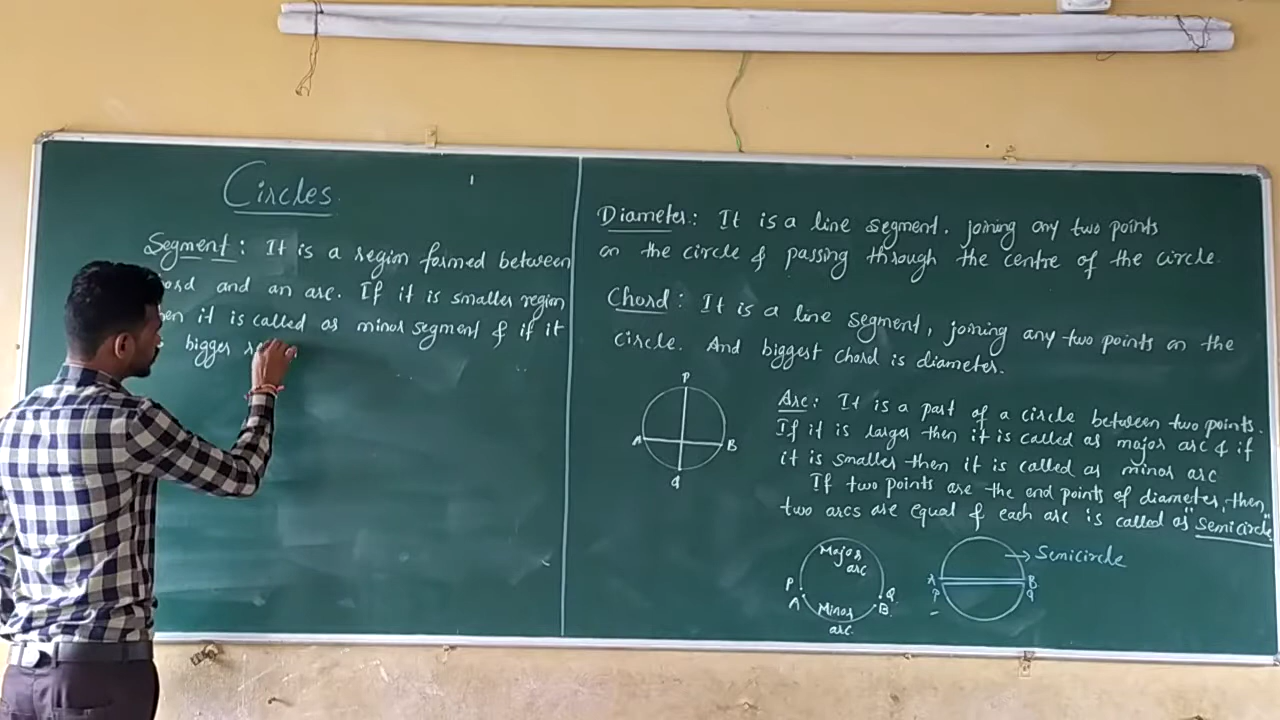 Circles.
Segment: It is a region formed between
and an arc. If it is smaller region
it is called as minor segment & if it
bigger
Diameter: It is a line segment. joining any two points
on the circle & passing through the centre of the circle.
Chord: It is a line segment, joining any two points on the
circle. And biggest chord is diameter.
P
A
B
Q
Arc: It is a part of a circle between two points.
If it is larger then it is called as major arc & if
it is smaller then it is called as minor arc
If two points are the end points of diameter, then
two arcs are equal & each arc is called as "semicircle"
Major
arc
P
Q
A
B
Minor
arc.
Semicircle
A
B
P
Q